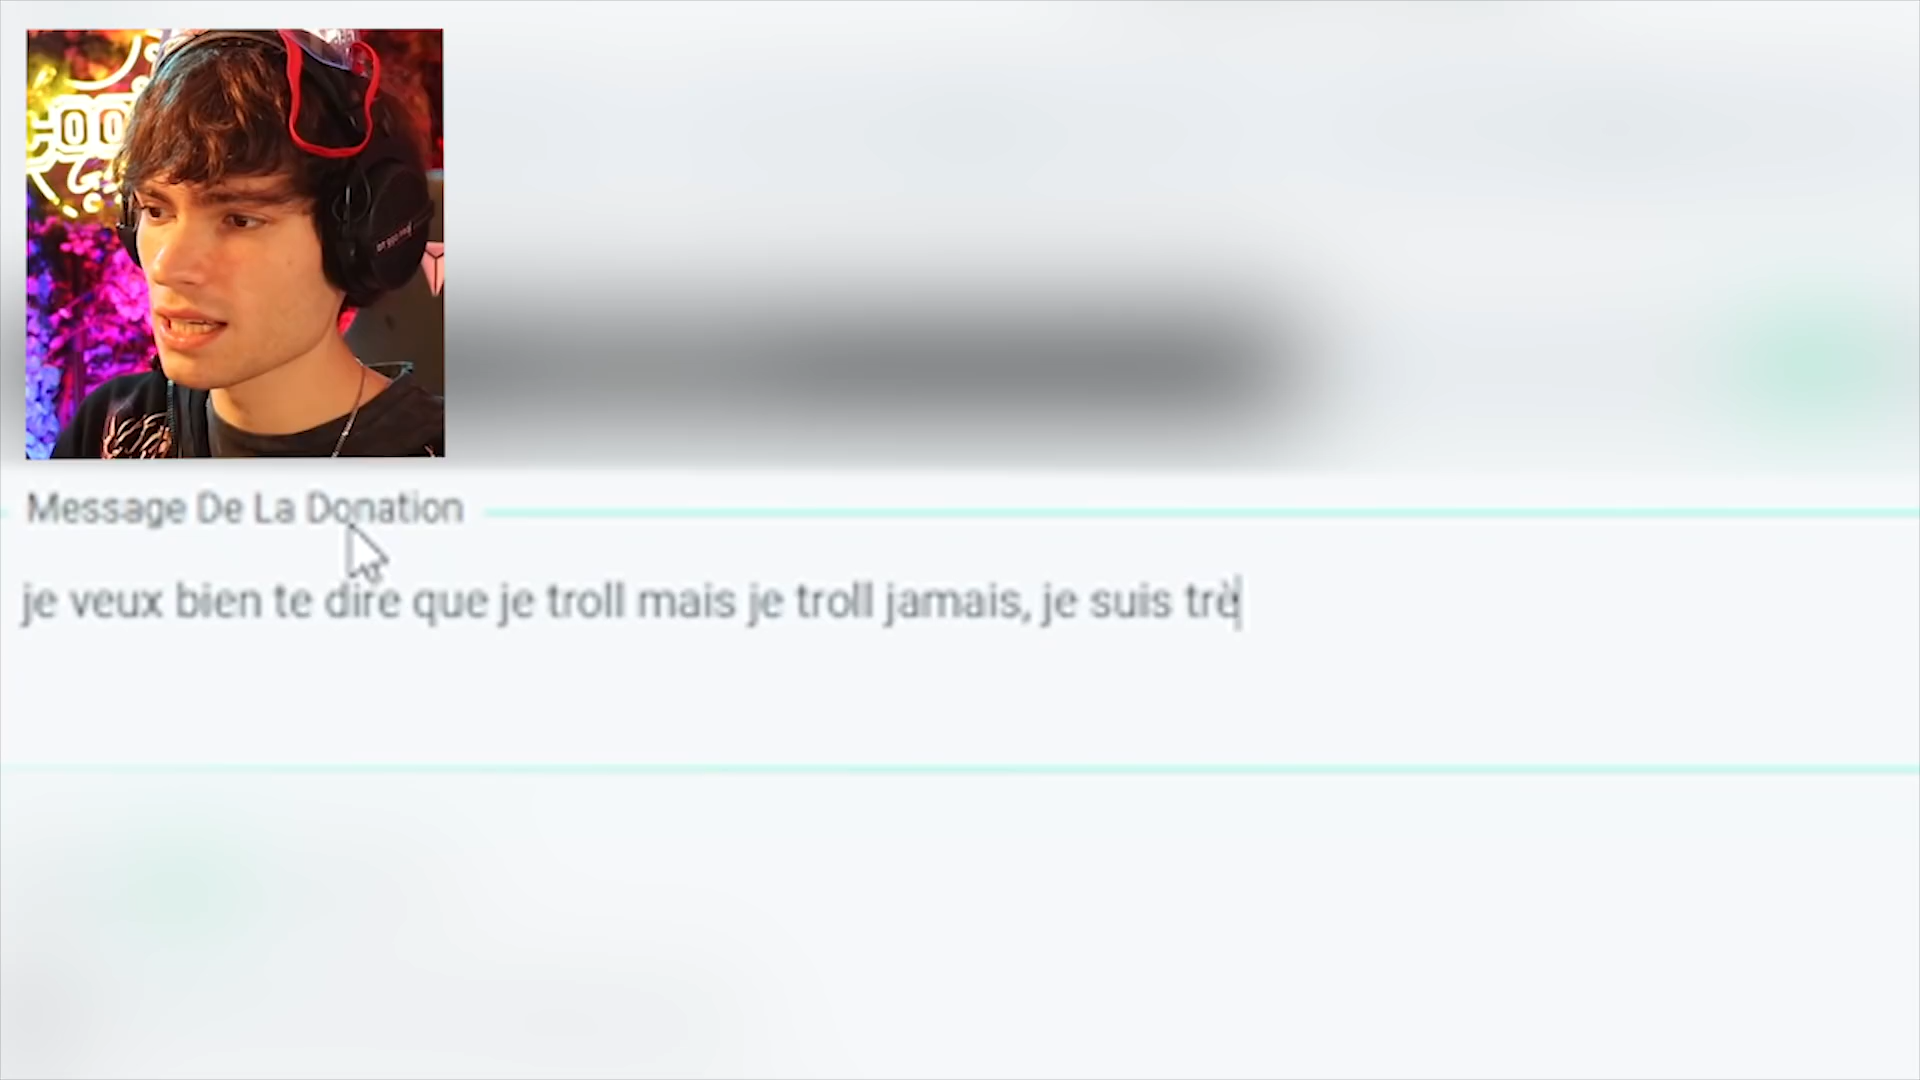 Message De La Donation
je veux bien te dire que je troll mais je troll jamais, je suis trè